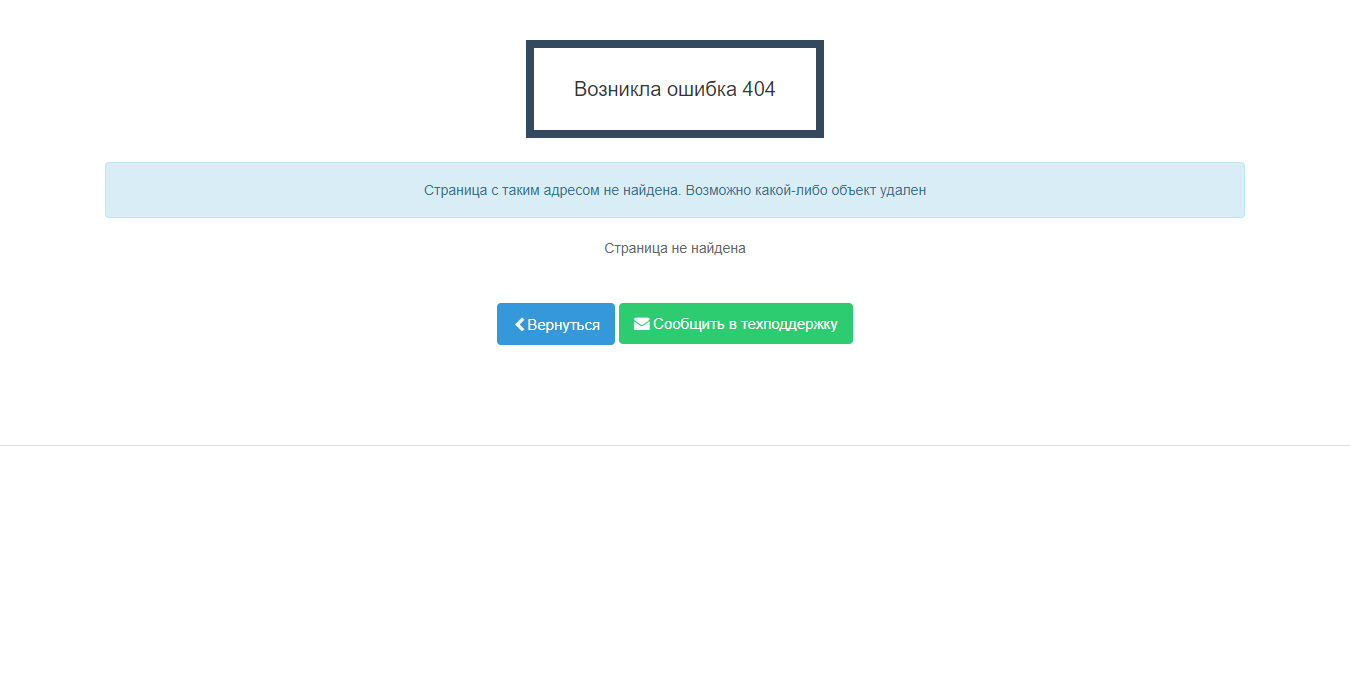 Возникла ошибка 404
Страница с таким адресом не найдена. Возможно какой-либо объект удален
Страница не найдена
Вернуться
Сообщить в техподдержку